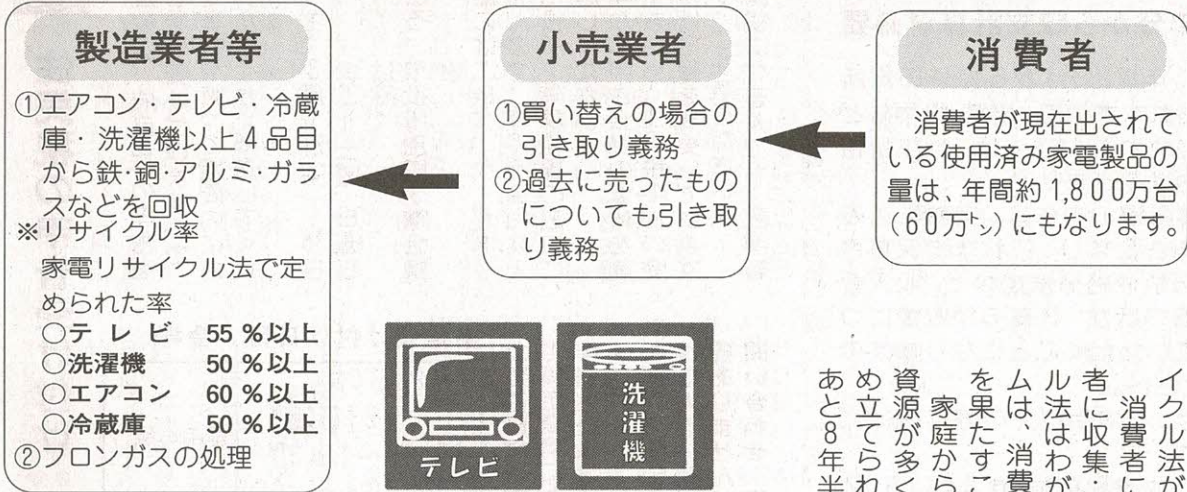 製造業者等
①エアコン・テレビ・冷蔵
庫・洗濯機以上4品目
から鉄・銅・アルミ・ガラ
スなどを回収
※リサイクル率
家電リサイクル法で定
められた率
○テレビ 55%以上
○洗濯機 50%以上
○エアコン 60%以上
○冷蔵庫 50%以上
②フロンガスの処理
小売業者
①買い替えの場合の
引き取り義務
②過去に売ったもの
についても引き取
り義務
消費者
消費者が現在出されて
いる使用済み家電製品の
量は、年間約1,800万台
(60万㌧)にもなります。
テレビ
洗濯機
イクル法が
消費者に
者に収集・
ル法はわが
ムは、消費
を果たすこ
家庭から
資源が多く
め立てられ
あと8年半